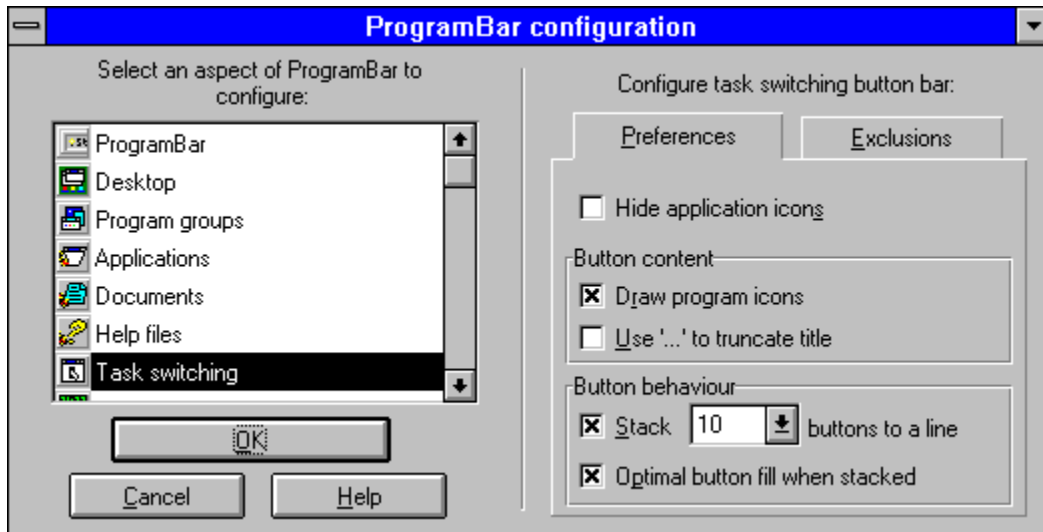 ProgramBar configuration
Select an aspect of ProgramBar to
configure:
ProgramBar
Desktop
Program groups
Applications
Documents
Help files
Task switching
OK
Cancel
Help
Configure task switching button bar:
Preferences
Exclusions
Hide application icons
Button content
Draw program icons
Use '...' to truncate title
Button behaviour
Stack 10 buttons to a line
Optimal button fill when stacked